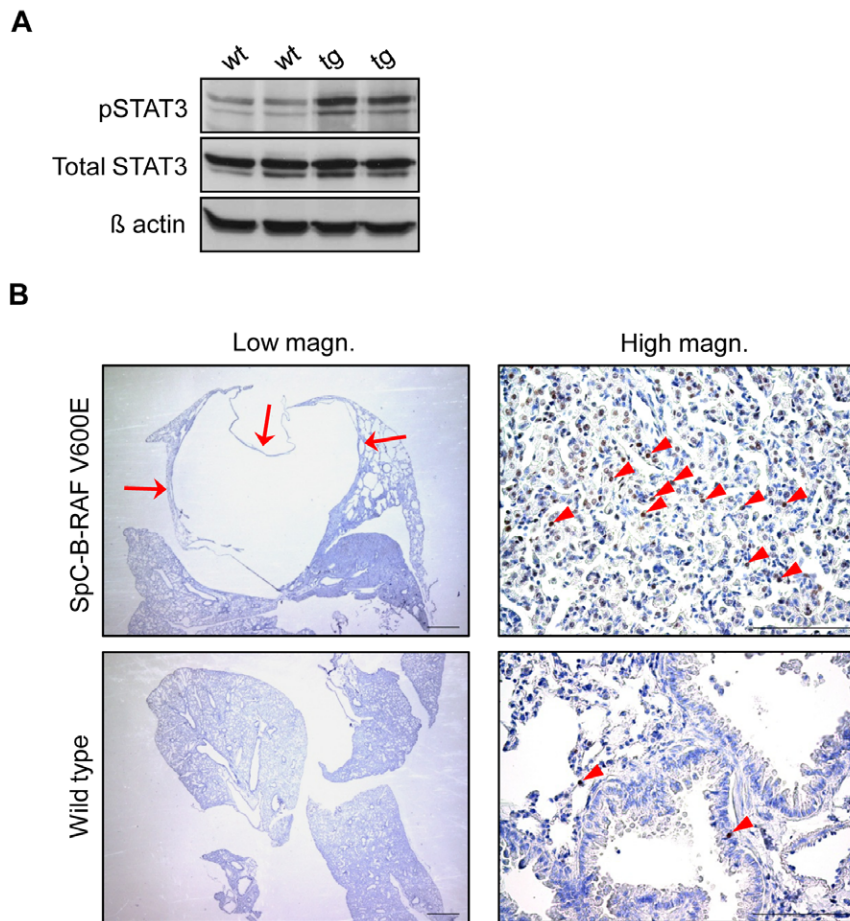 A
wt wt tg tg
pSTAT3
Total STAT3
ß actin
B
Low magn. High magn.
SpC-B-RAF V600E
Wild type